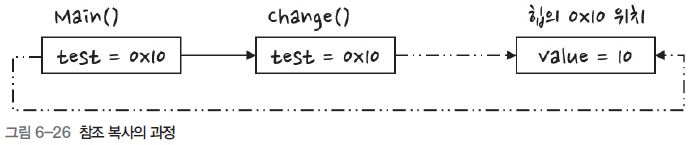 Main()
change()
힙의 0x10 위치
test = 0x10
test = 0x10
value = 10
그림 6-26 참조 복사의 과정